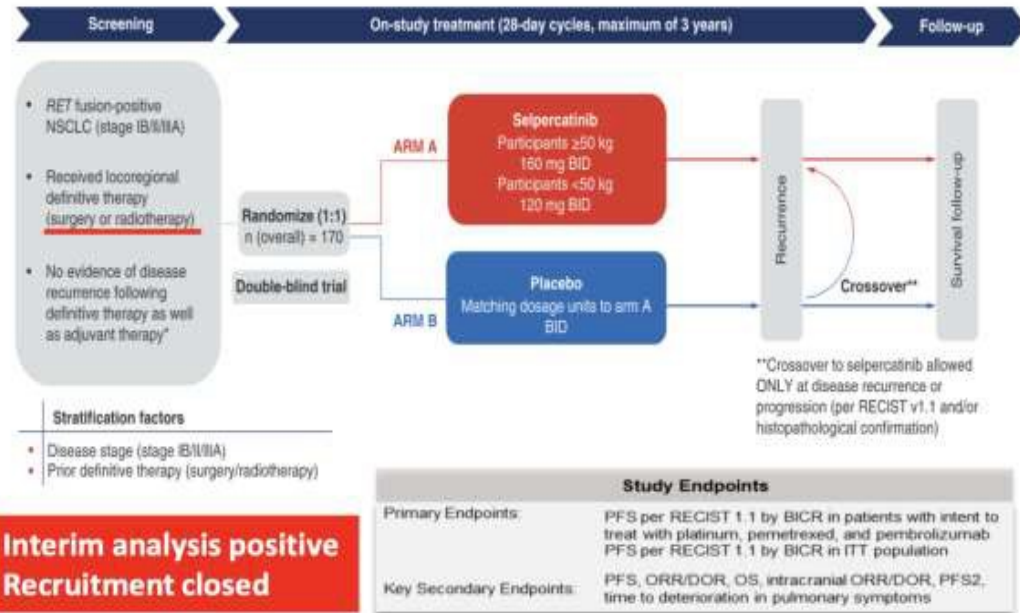 Screening
On-study treatment (28-day cycles, maximum of 3 years)
Follow-up
• RET fusion-positive
NSCLC (stage IB/II/IIIA)
• Received locoregional
definitive therapy
(surgery or radiotherapy)
• No evidence of disease
recurrence following
definitive therapy as well
as adjuvant therapy*
Randomize (1:1)
n (overall) = 170
Double-blind trial
ARM A
Selpercatinib
Participants ≥50 kg
160 mg BID
Participants <50 kg
120 mg BID
ARM B
Placebo
Matching dosage units to arm A
BID
Recurrence
Crossover**
Survival follow-up
**Crossover to selpercatinib allowed
ONLY at disease recurrence or
progression (per RECIST v1.1 and/or
histopathological confirmation)
Stratification factors
• Disease stage (stage IB/II/IIIA)
• Prior definitive therapy (surgery/radiotherapy)
Interim analysis positive
Recruitment closed
Study Endpoints
Primary Endpoints: PFS per RECIST 1.1 by BICR in patients with intent to
treat with platinum, pemetrexed, and pembrolizumab
PFS per RECIST 1.1 by BICR in ITT population
Key Secondary Endpoints: PFS, ORR/DOR, OS, intracranial ORR/DOR, PFS2,
time to deterioration in pulmonary symptoms